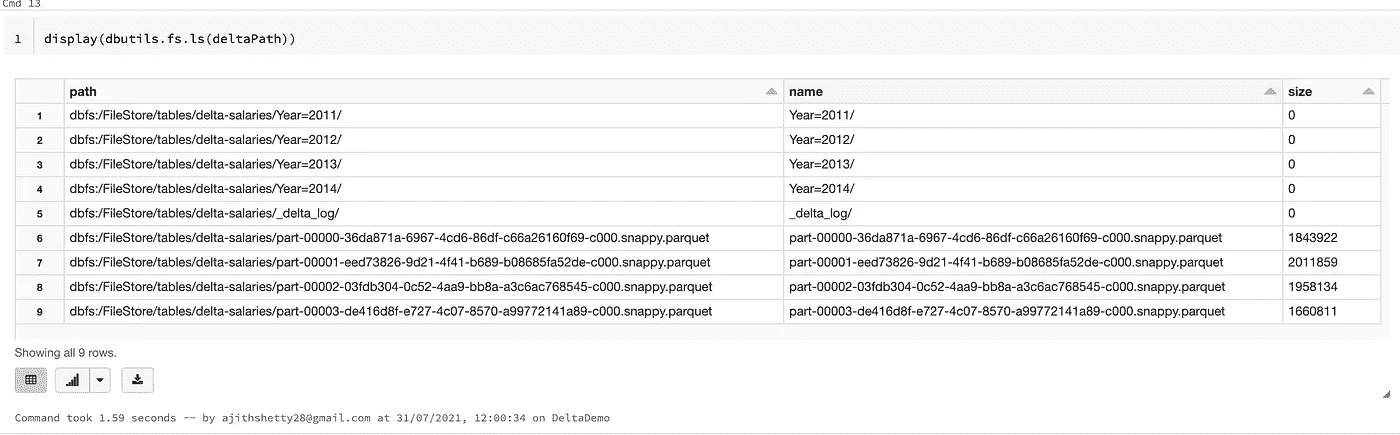 Cmd 13
1 display(dbutils.fs.ls(deltaPath))
path name size
1 dbfs:/FileStore/tables/delta-salaries/Year=2011/ Year=2011/ 0
2 dbfs:/FileStore/tables/delta-salaries/Year=2012/ Year=2012/ 0
3 dbfs:/FileStore/tables/delta-salaries/Year=2013/ Year=2013/ 0
4 dbfs:/FileStore/tables/delta-salaries/Year=2014/ Year=2014/ 0
5 dbfs:/FileStore/tables/delta-salaries/_delta_log/ _delta_log/ 0
6 dbfs:/FileStore/tables/delta-salaries/part-00000-36da871a-6967-4cd6-86df-c66a26160f69-c000.snappy.parquet part-00000-36da871a-6967-4cd6-86df-c66a26160f69-c000.snappy.parquet 1843922
7 dbfs:/FileStore/tables/delta-salaries/part-00001-eed73826-9d21-4f41-b689-b08685fa52de-c000.snappy.parquet part-00001-eed73826-9d21-4f41-b689-b08685fa52de-c000.snappy.parquet 2011859
8 dbfs:/FileStore/tables/delta-salaries/part-00002-03fdb304-0c52-4aa9-bb8a-a3c6ac768545-c000.snappy.parquet part-00002-03fdb304-0c52-4aa9-bb8a-a3c6ac768545-c000.snappy.parquet 1958134
9 dbfs:/FileStore/tables/delta-salaries/part-00003-de416d8f-e727-4c07-8570-a99772141a89-c000.snappy.parquet part-00003-de416d8f-e727-4c07-8570-a99772141a89-c000.snappy.parquet 1660811
Showing all 9 rows.
Command took 1.59 seconds -- by ajithshetty28@gmail.com at 31/07/2021, 12:00:34 on DeltaDemo